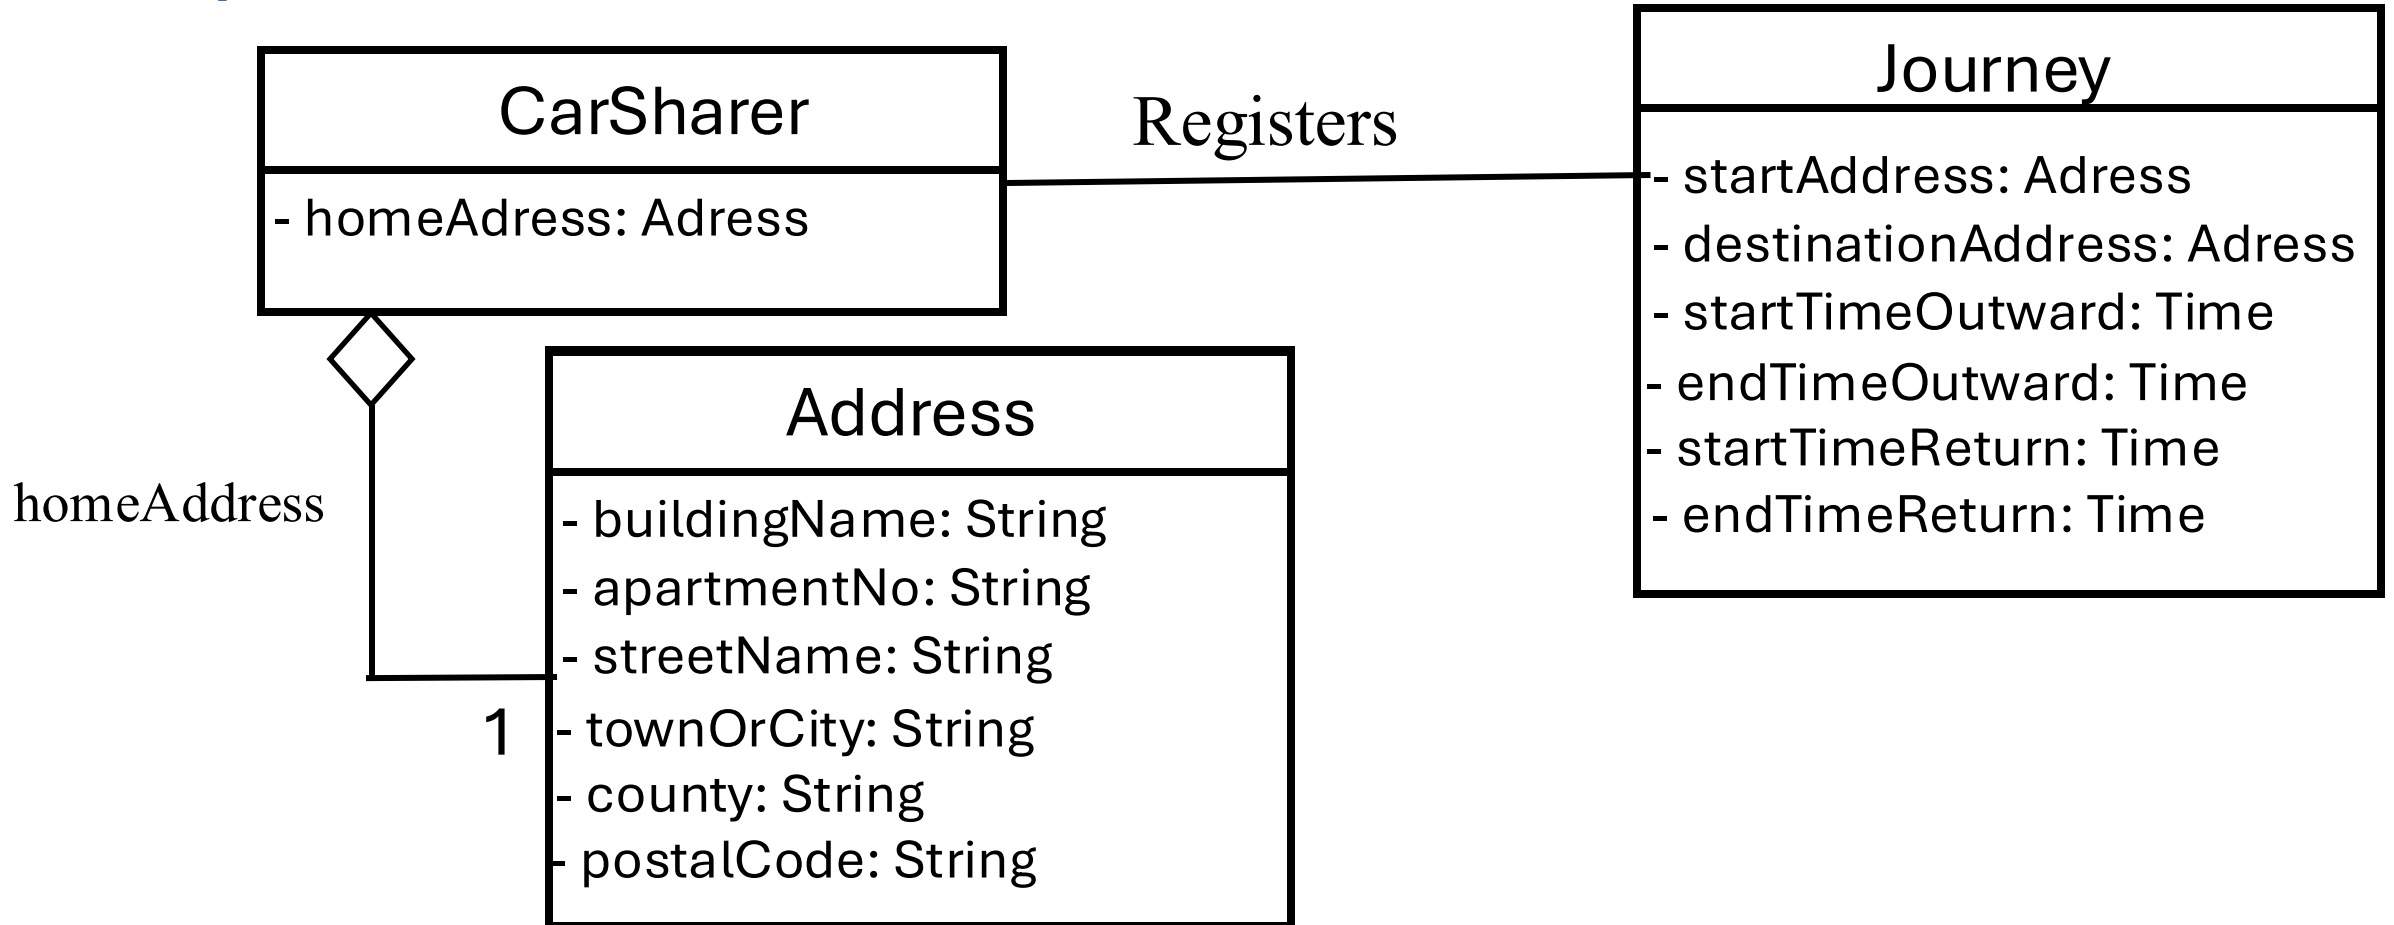 CarSharer
- homeAdress: Adress
Registers
Journey
- startAddress: Adress
- destinationAddress: Adress
- startTimeOutward: Time
- endTimeOutward: Time
- startTimeReturn: Time
- endTimeReturn: Time
homeAddress
1
Address
- buildingName: String
- apartmentNo: String
- streetName: String
- townOrCity: String
- county: String
- postalCode: String